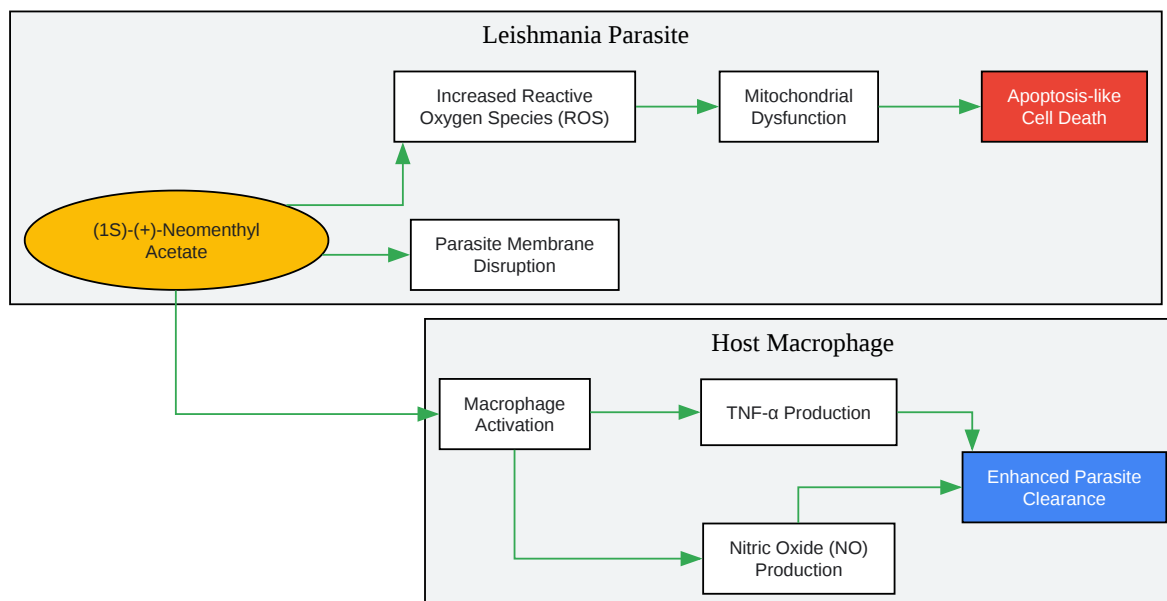 Leishmania Parasite
Increased Reactive
Oxygen Species (ROS)
Mitochondrial
Dysfunction
Apoptosis-like
Cell Death
(1S)-(+)-Neomenthyl
Acetate
Parasite Membrane
Disruption
Host Macrophage
Macrophage
Activation
TNF-α Production
Enhanced Parasite
Clearance
Nitric Oxide (NO)
Production